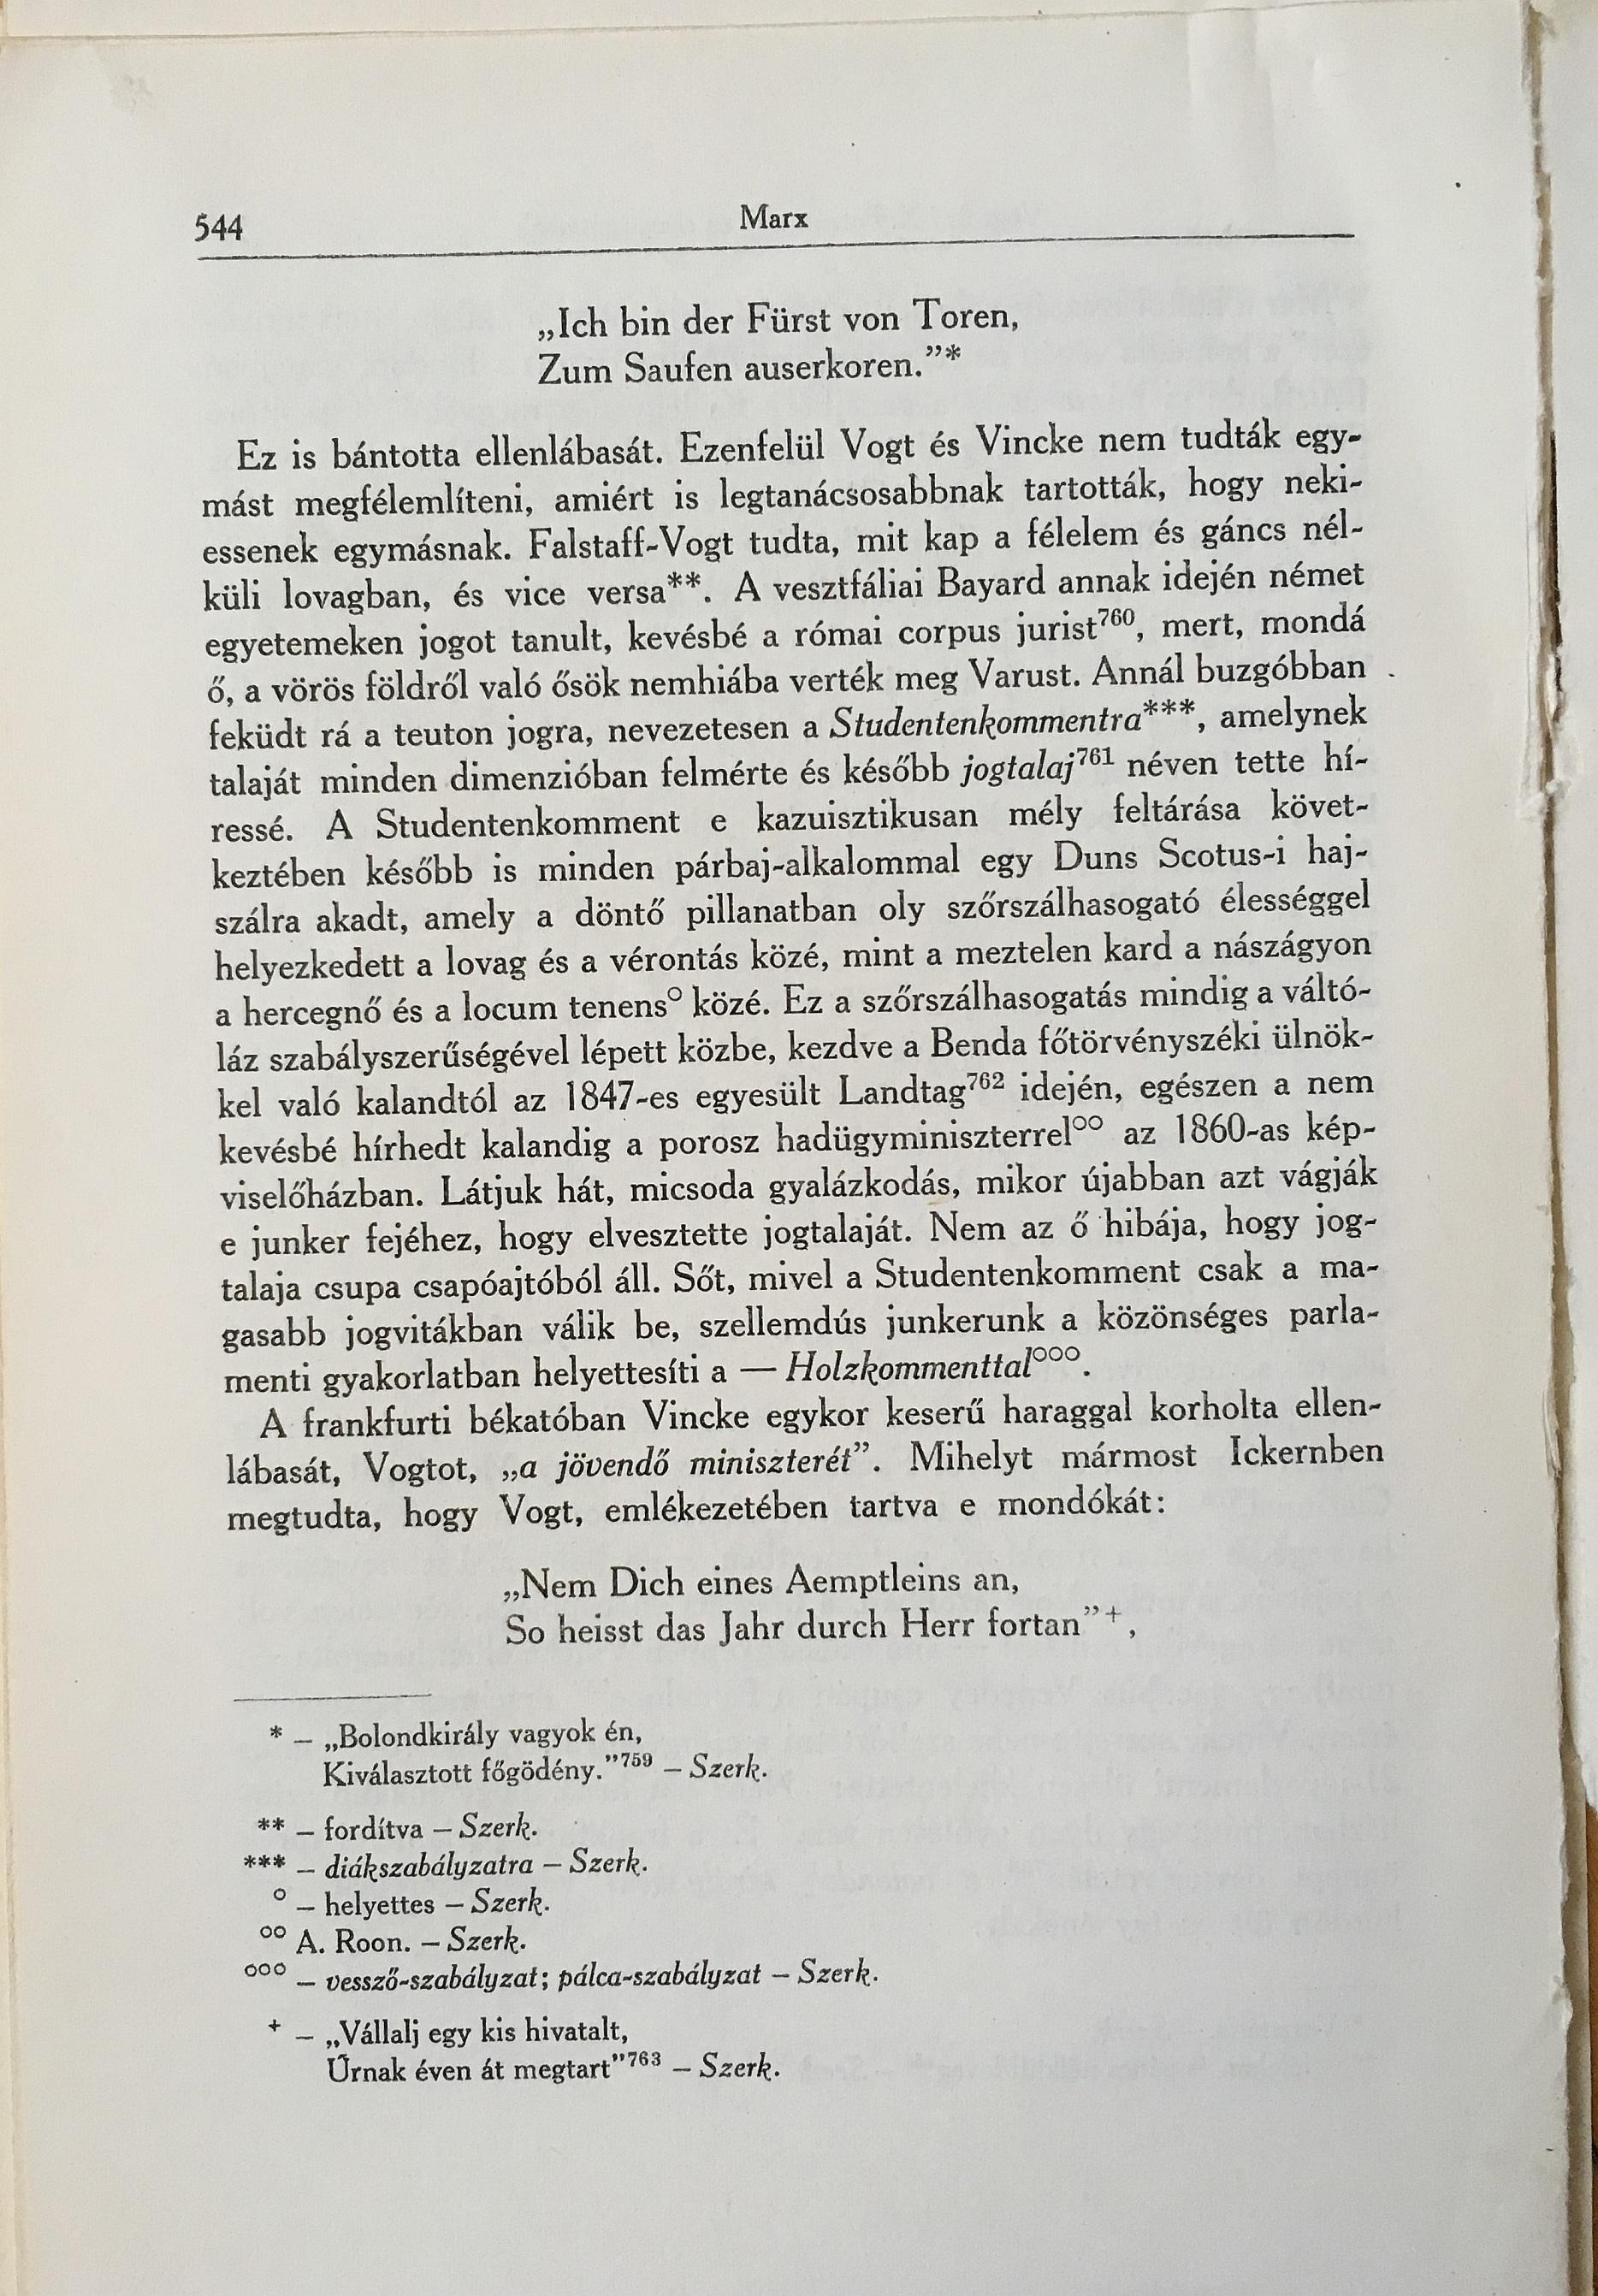 544
Marx
„Ich bin der Fürst von Toren,
Zum Saufen auserkoren.”*
Ez is bántotta ellenlábasát. Ezenfelül Vogt és Vincke nem tudták egy-
mást megfélemlíteni, amiért is legtanácsosabbnak tartották, hogy neki-
essenek egymásnak. Falstaff-Vogt tudta, mit kap a félelem és gáncs nél-
küli lovagban, és vice versa**. A vesztfáliai Bayard annak idején német
egyetemeken jogot tanult, kevésbé a római corpus jurist⁷⁶⁰, mert, mondá
ő, a vörös földről való ősök nemhiába verték meg Varust. Annál buzgóbban
feküdt rá a teuton jogra, nevezetesen a Studentenkommentra***, amelynek
talaját minden dimenzióban felmérte és később jogtalaj⁷⁶¹ néven tette hí-
ressé. A Studentenkomment e kazuisztikusan mély feltárása követ-
keztében később is minden párbaj-alkalommal egy Duns Scotus-i haj-
szálra akadt, amely a döntő pillanatban oly szőrszálhasogató élességgel
helyezkedett a lovag és a vérontás közé, mint a meztelen kard a nászágyon
a hercegnő és a locum tenens° közé. Ez a szőrszálhasogatás mindig a váltó-
láz szabályszerűségével lépett közbe, kezdve a Benda főtörvényszéki ülnök-
kel való kalandtól az 1847-es egyesült Landtag⁷⁶² idején, egészen a nem
kevésbé hírhedt kalandig a porosz hadügyminiszterrel°° az 1860-as kép-
viselőházban. Látjuk hát, micsoda gyalázkodás, mikor újabban azt vágják
e junker fejéhez, hogy elvesztette jogtalaját. Nem az ő hibája, hogy jog-
talaja csupa csapóajtóból áll. Sőt, mivel a Studentenkomment csak a ma-
gasabb jogvitákban válik be, szellemdús junkerunk a közönséges parla-
menti gyakorlatban helyettesíti a — Holzkommenttal°°°.
A frankfurti békatóban Vincke egykor keserű haraggal korholta ellen-
lábasát, Vogtot, „a jövendő miniszterét”. Mihelyt mármost Ickernben
megtudta, hogy Vogt, emlékezetében tartva e mondókát:
„Nem Dich eines Aemptleins an,
So heisst das Jahr durch Herr fortan”⁺,
* – „Bolondkirály vagyok én,
Kiválasztott főgödény.”⁷⁵⁹ – Szerk.
** – fordítva – Szerk.
*** – diákszabályzatra – Szerk.
° – helyettes – Szerk.
°° A. Roon. – Szerk.
°°° – vessző-szabályzat; pálca-szabályzat – Szerk.
⁺ – „Vállalj egy kis hivatalt,
Űrnak éven át megtart”⁷⁶³ – Szerk.